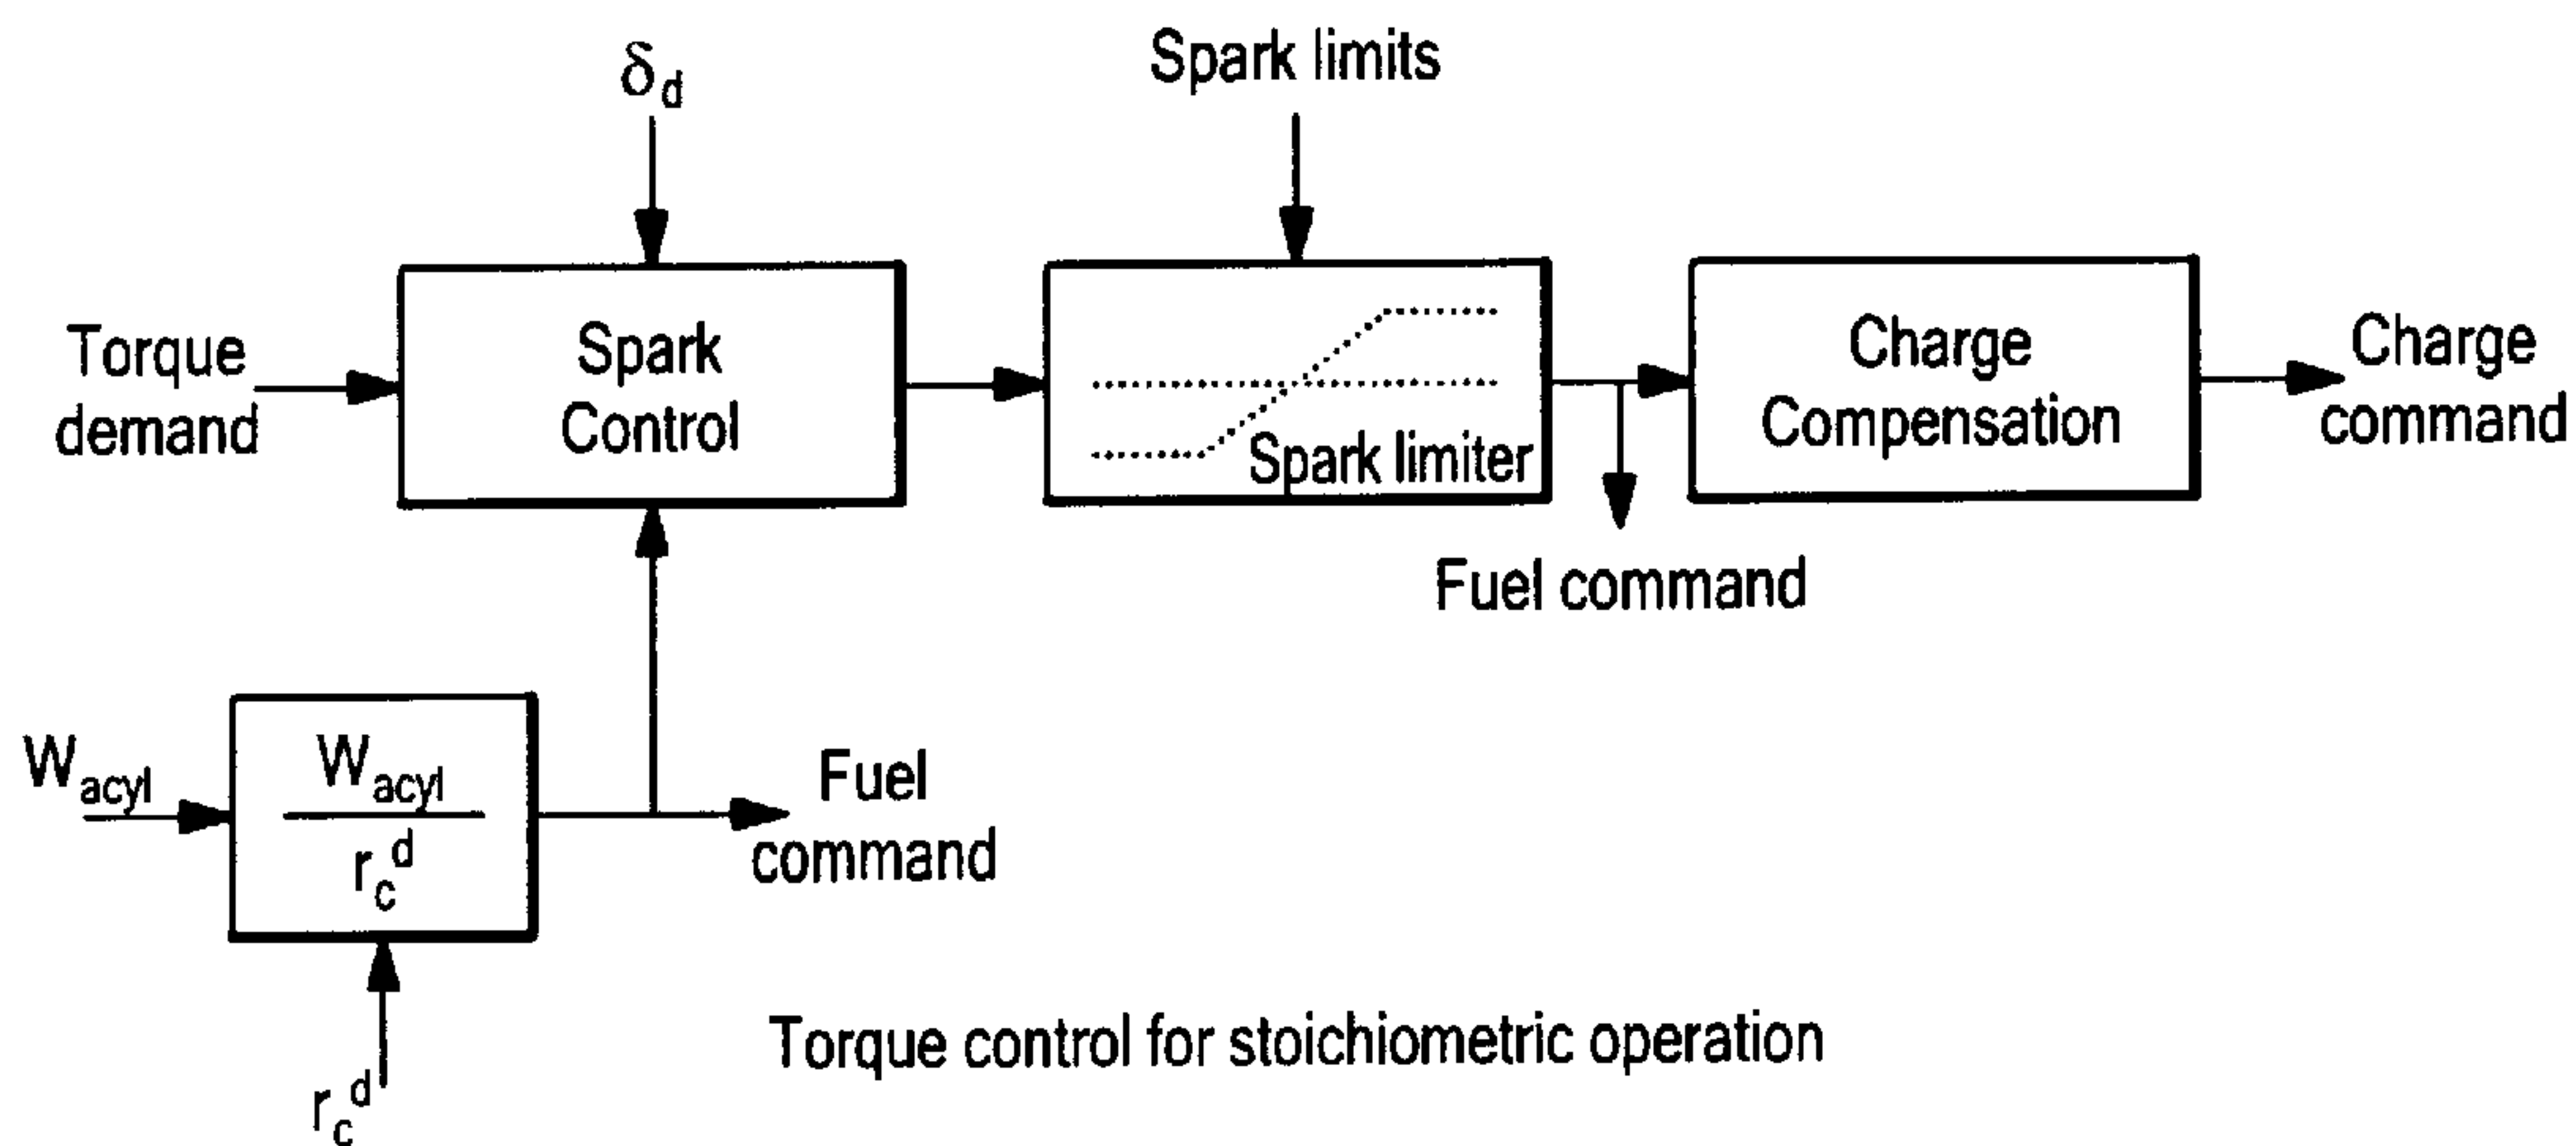 δd
Spark limits
Torque
demand
Spark
Control
Spark limiter
Charge
Compensation
Charge
command
Fuel command
Wacyl
Wacyl
rcd
Fuel
command
rcd
Torque control for stoichiometric operation